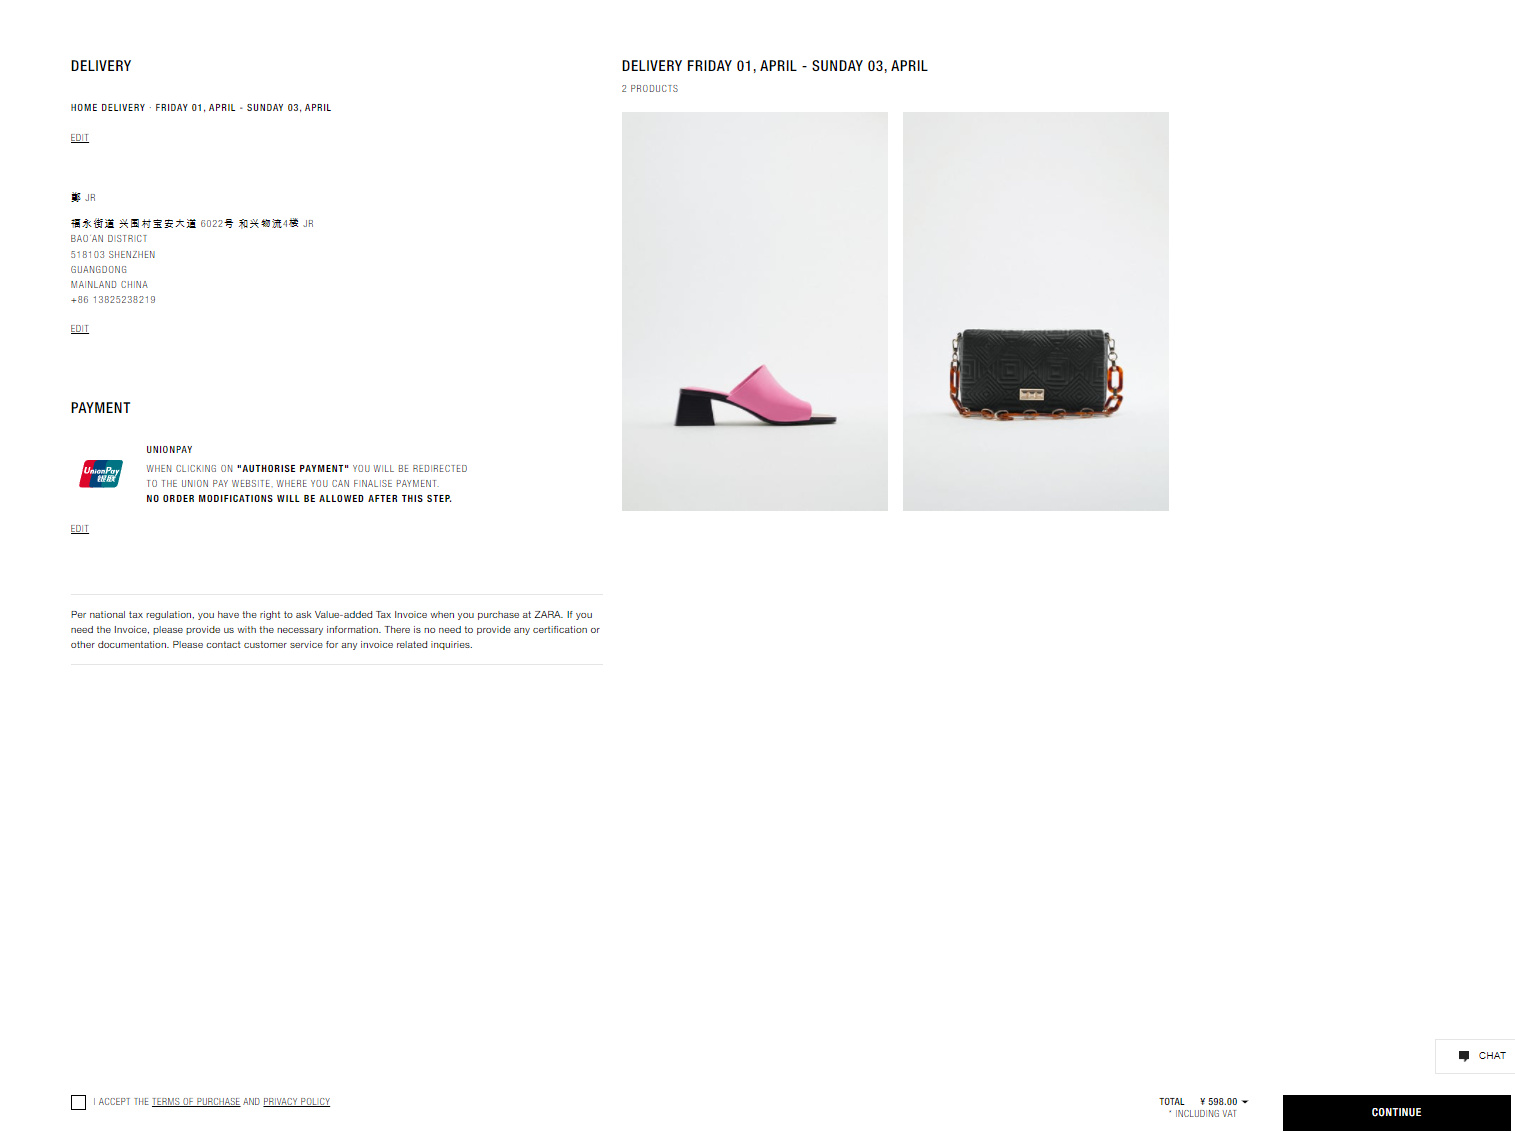 DELIVERY
HOME DELIVERY · FRIDAY 01, APRIL - SUNDAY 03, APRIL
EDIT
鄭 JR
福永街道 兴围村宝安大道 6022号 和兴物流4楼 JR
BAO'AN DISTRICT
518103 SHENZHEN
GUANGDONG
MAINLAND CHINA
+86 13825238219
EDIT
PAYMENT
UNIONPAY
UnionPay
银联
WHEN CLICKING ON "AUTHORISE PAYMENT" YOU WILL BE REDIRECTED
TO THE UNION PAY WEBSITE, WHERE YOU CAN FINALISE PAYMENT.
NO ORDER MODIFICATIONS WILL BE ALLOWED AFTER THIS STEP.
EDIT
Per national tax regulation, you have the right to ask Value-added Tax Invoice when you purchase at ZARA. If you
need the Invoice, please provide us with the necessary information. There is no need to provide any certification or
other documentation. Please contact customer service for any invoice related inquiries.
DELIVERY FRIDAY 01, APRIL - SUNDAY 03, APRIL
2 PRODUCTS
CHAT
I ACCEPT THE TERMS OF PURCHASE AND PRIVACY POLICY
TOTAL ¥ 598.00
* INCLUDING VAT
CONTINUE